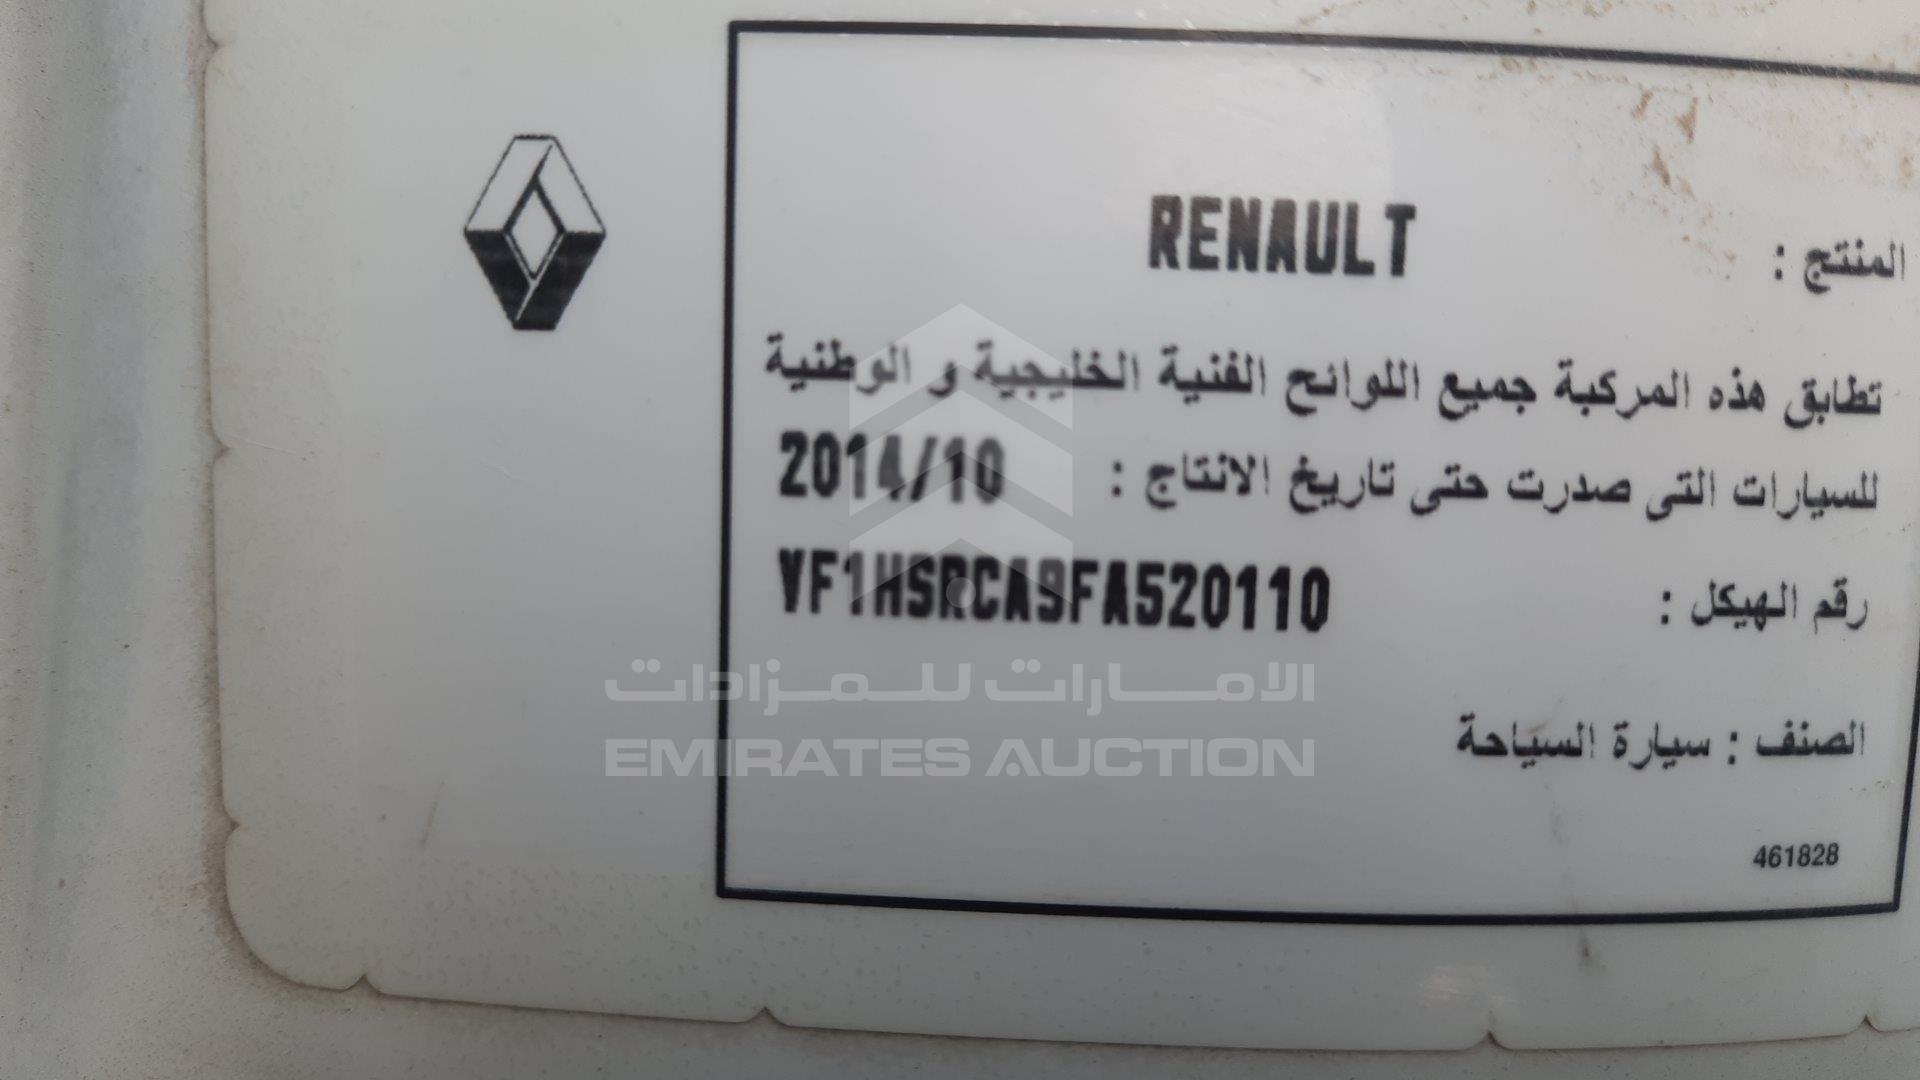 المنتج : RENAULT
تطابق هذه المركبة جميع اللوائح الفنية الخليجية و الوطنية
للسيارات التى صدرت حتى تاريخ الانتاج : 2014/10
رقم الهيكل : VF1HSRCA9FA520110
الامارات للمزادات
EMIRATES AUCTION
الصنف : سيارة السياحة
461828